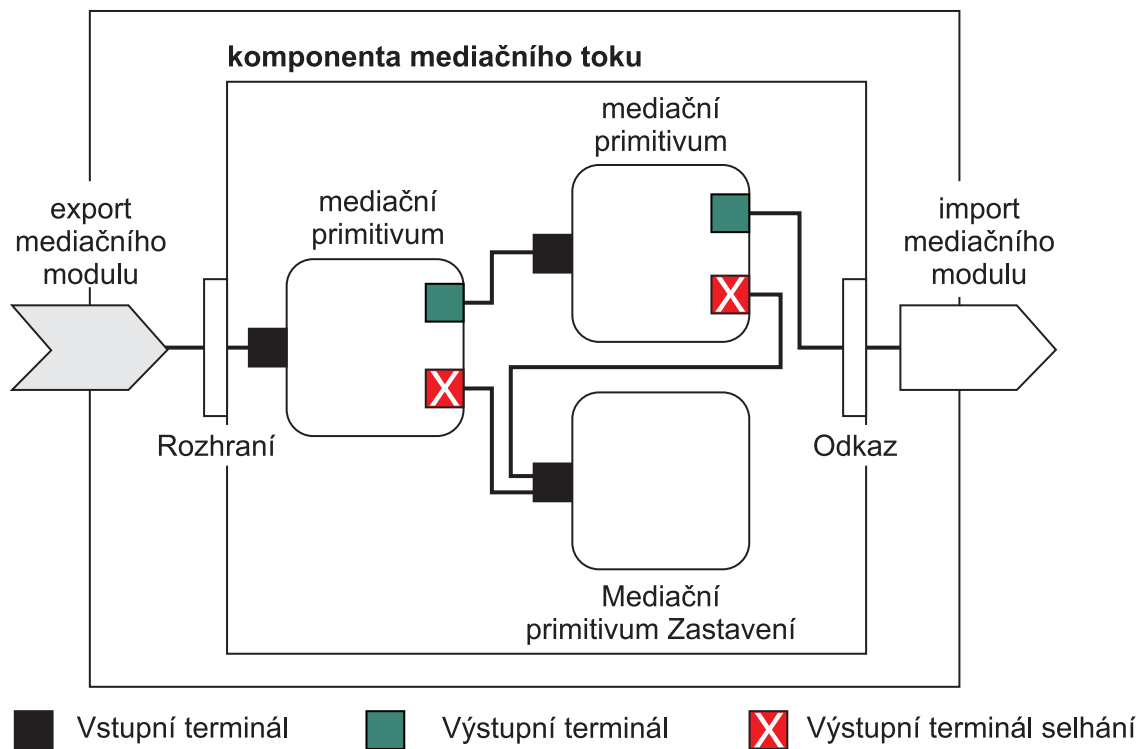 komponenta mediačního toku
mediační
primitivum
export
mediačního
modulu
mediační
primitivum
import
mediačního
modulu
X
X
Rozhraní
Odkaz
Mediační
primitivum Zastavení
Vstupní terminál
Výstupní terminál
X
Výstupní terminál selhání